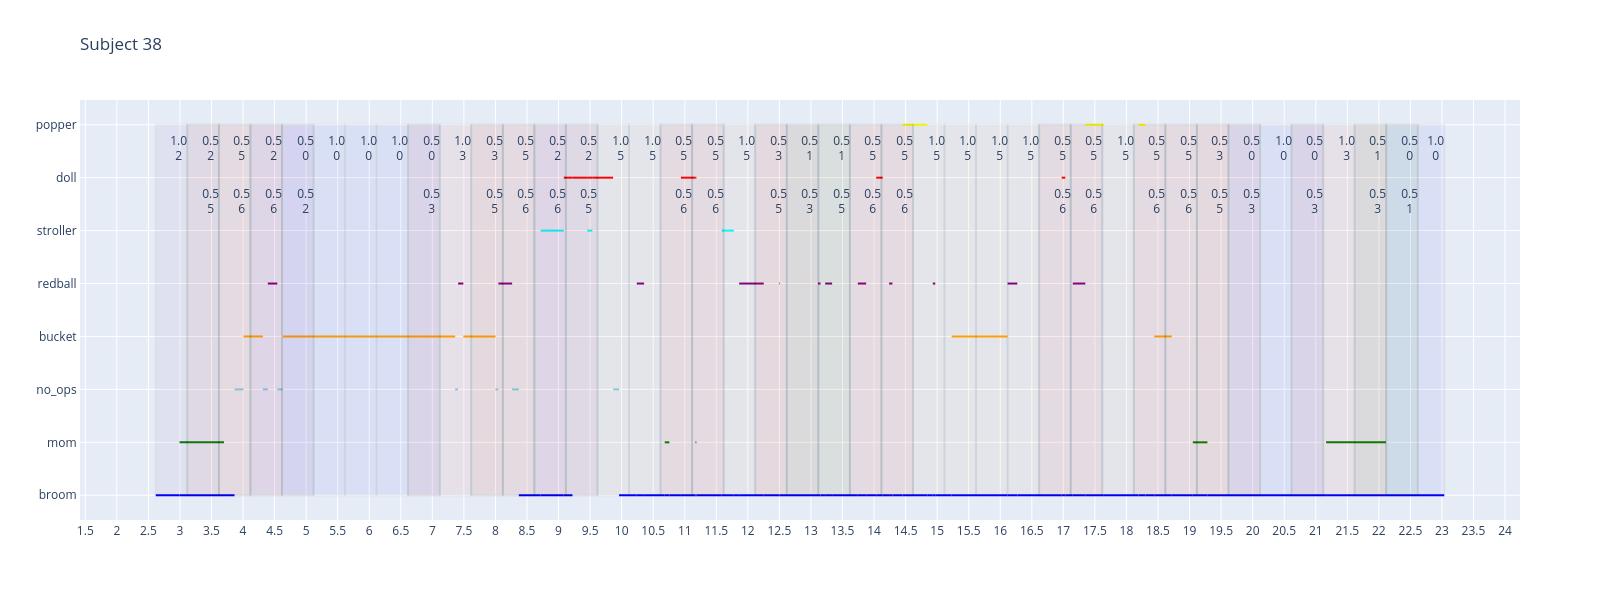 Subject 38
popper
1.0 0.5 0.5 0.5 0.5 1.0 1.0 1.0 0.5 1.0 0.5 0.5 0.5 0.5 1.0 1.0 0.5 0.5 1.0 0.5 0.5 0.5 0.5 0.5 1.0 1.0 1.0 1.0 0.5 0.5 1.0 0.5 0.5 0.5 0.5 1.0 0.5 1.0 0.5 0.5 1.0
2 2 5 2 0 0 0 0 0 3 3 5 2 2 5 5 5 5 5 3 1 1 5 5 5 5 5 5 5 5 5 5 5 3 0 0 0 3 1 0 0
doll
0.5 0.5 0.5 0.5 0.5 0.5 0.5 0.5 0.5 0.5 0.5 0.5 0.5 0.5 0.5 0.5 0.5 0.5 0.5 0.5 0.5 0.5 0.5 0.5 0.5
5 6 6 2 3 5 6 6 5 6 6 5 3 5 6 6 6 6 6 6 5 3 3 3 1
stroller
redball
bucket
no_ops
mom
broom
1.5 2 2.5 3 3.5 4 4.5 5 5.5 6 6.5 7 7.5 8 8.5 9 9.5 10 10.5 11 11.5 12 12.5 13 13.5 14 14.5 15 15.5 16 16.5 17 17.5 18 18.5 19 19.5 20 20.5 21 21.5 22 22.5 23 23.5 24